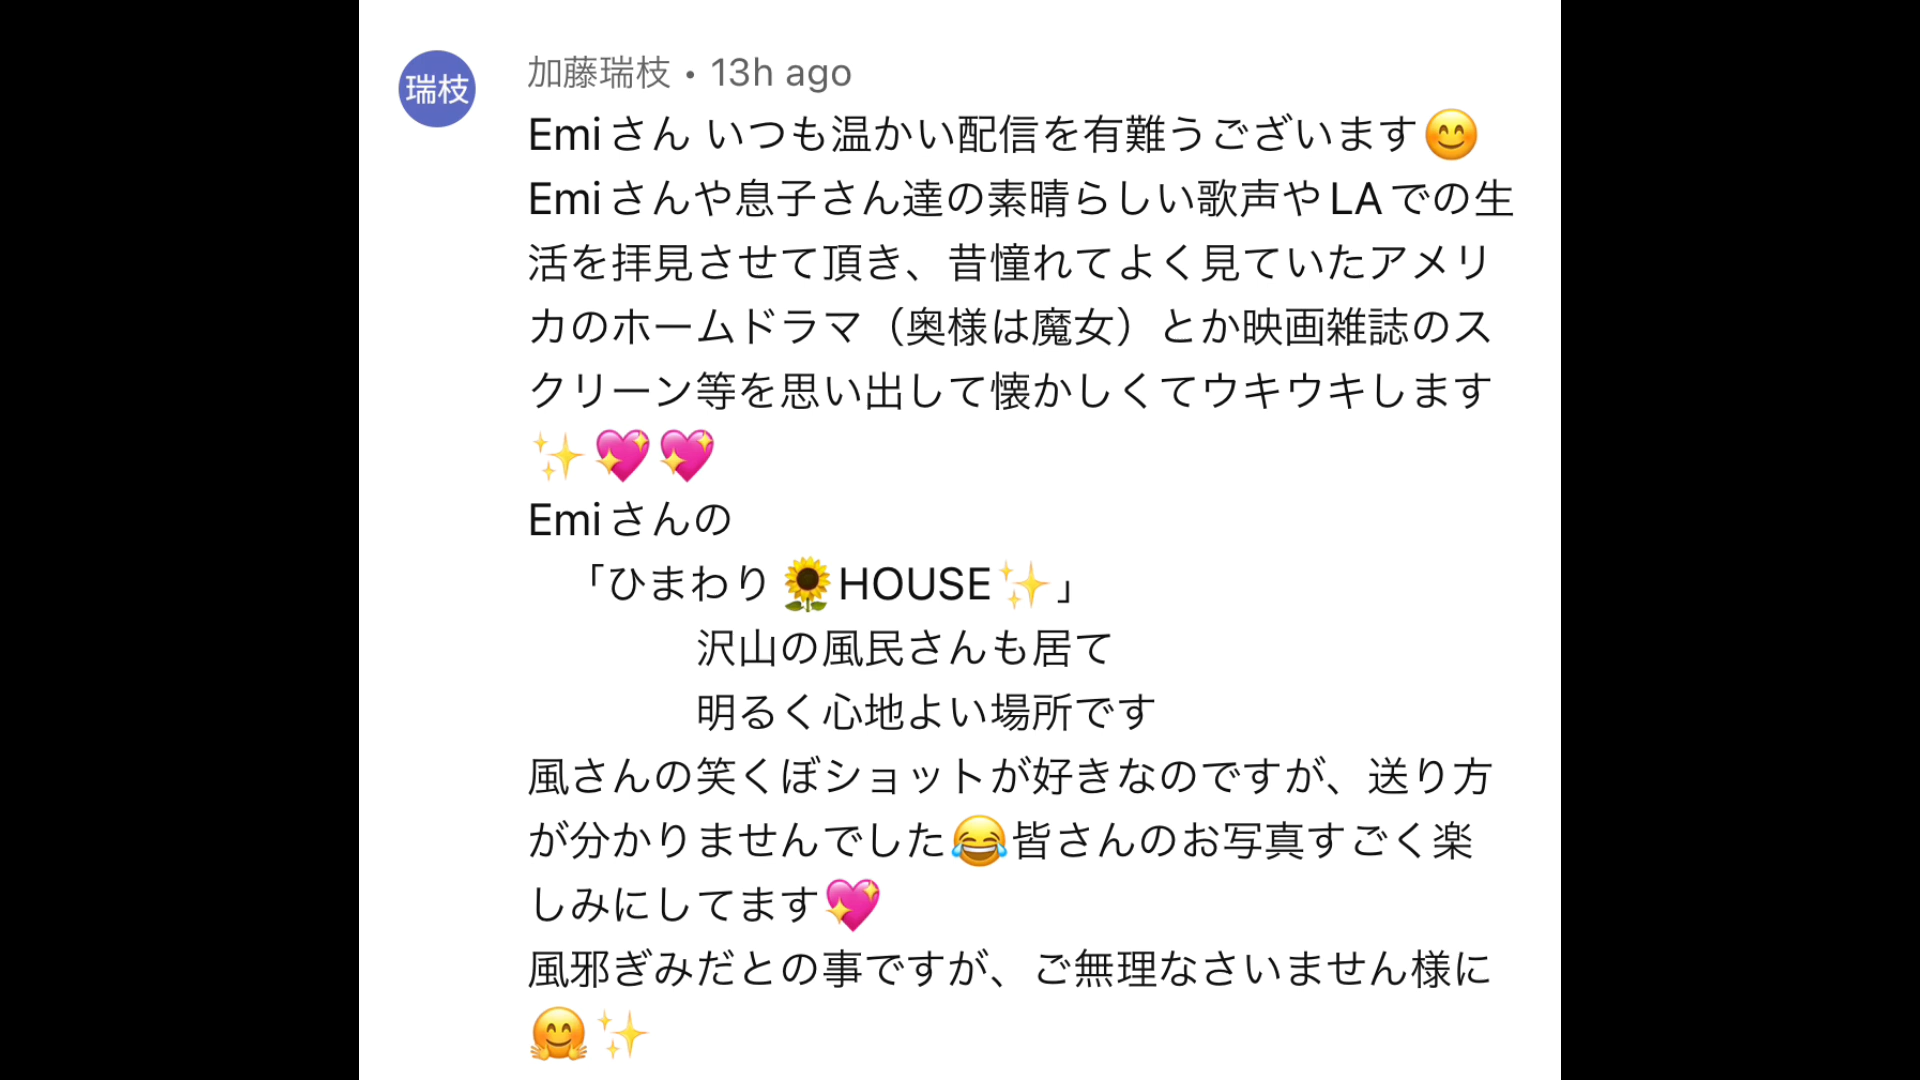 瑞枝
加藤瑞枝 • 13h ago
Emiさん いつも温かい配信を有難うございます😊
Emiさんや息子さん達の素晴らしい歌声やLAでの生
活を拝見させて頂き、昔憧れてよく見ていたアメリ
カのホームドラマ（奥様は魔女）とか映画雑誌のス
クリーン等を思い出して懐かしくてウキウキします
✨💖💖
Emiさんの
「ひまわり🌻HOUSE✨」
沢山の風民さんも居て
明るく心地よい場所です
風さんの笑くぼショットが好きなのですが、送り方
が分かりませんでした😂皆さんのお写真すごく楽
しみにしてます💖
風邪ぎみだとの事ですが、ご無理なさいません様に
🤗✨